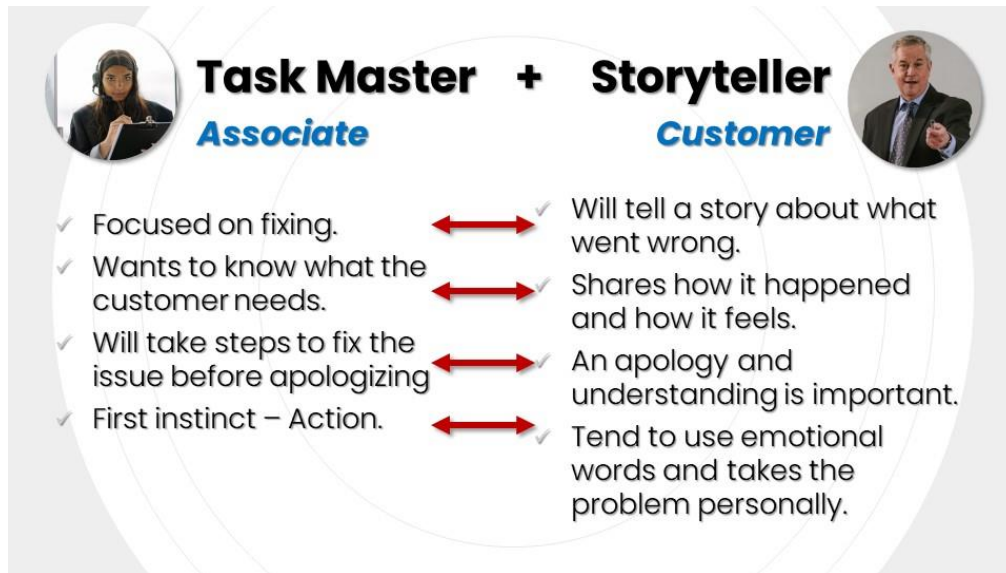 Task Master + Storyteller
Associate
Customer
✓ Focused on fixing.
✓ Wants to know what the
customer needs.
✓ Will take steps to fix the
issue before apologizing
✓ First instinct – Action.
✓ Will tell a story about what
went wrong.
✓ Shares how it happened
and how it feels.
✓ An apology and
understanding is important.
✓ Tend to use emotional
words and takes the
problem personally.